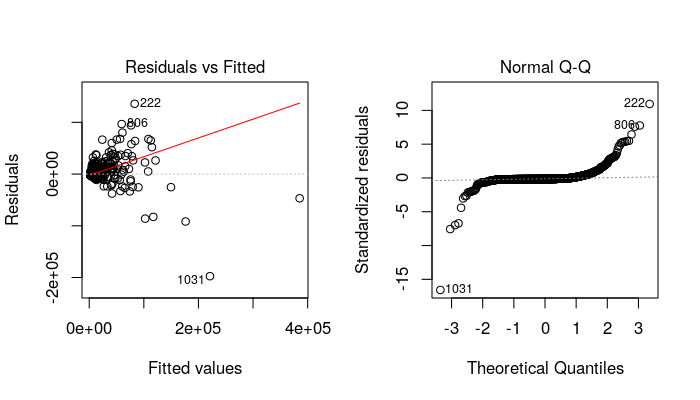 Residuals vs Fitted
Residuals
0e+00
-2e+05
222
806
1031
0e+00
2e+05
4e+05
Fitted values
Normal Q-Q
Standardized residuals
10
5
0
-5
-15
222
806
1031
-3
-2
-1
0
1
2
3
Theoretical Quantiles